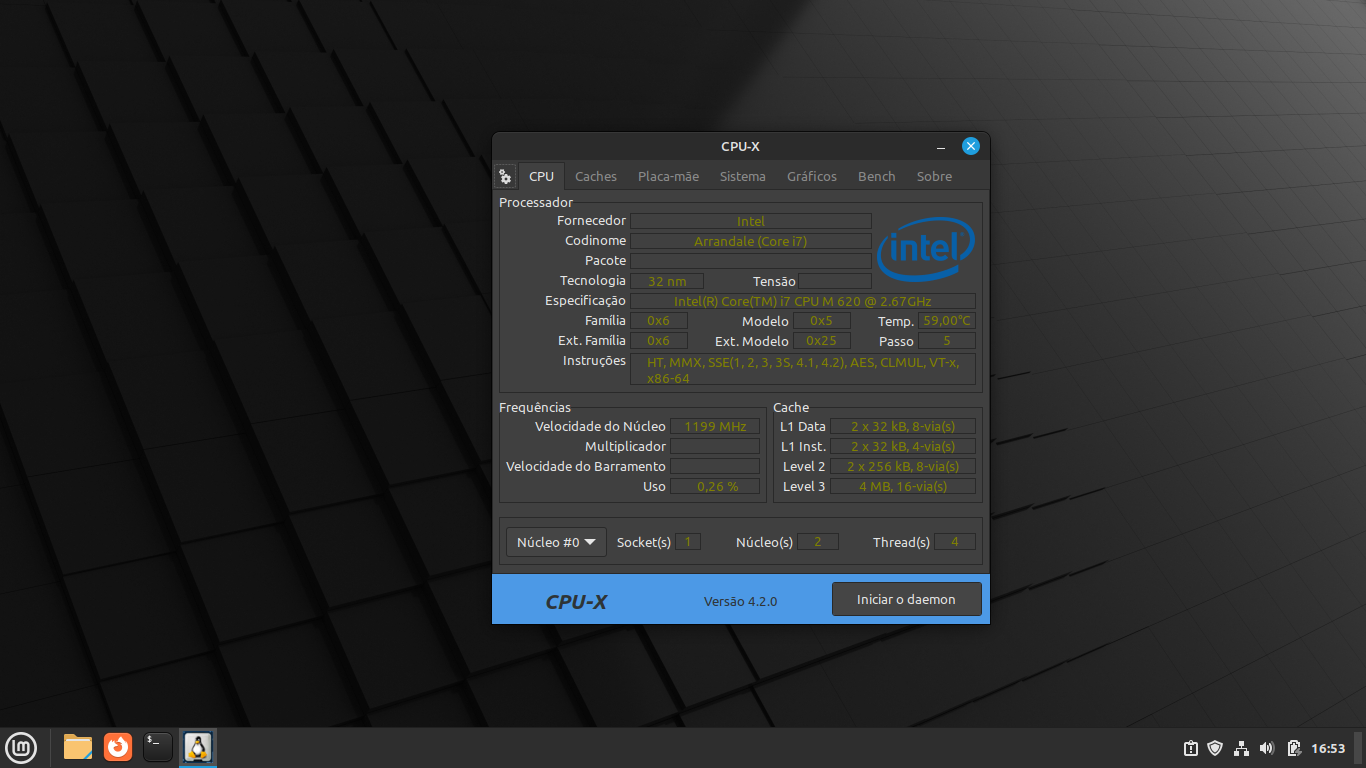 CPU-X
CPU Caches Placa-mãe Sistema Gráficos Bench Sobre
Processador
Fornecedor Intel
Codinome Arrandale (Core i7)
intel
Pacote
Tecnologia 32 nm Tensão
Especificação Intel(R) Core(TM) i7 CPU M 620 @ 2.67GHz
Família 0x6 Modelo 0x5 Temp. 59,00°C
Ext. Família 0x6 Ext. Modelo 0x25 Passo 5
Instruções HT, MMX, SSE(1, 2, 3, 3S, 4.1, 4.2), AES, CLMUL, VT-x,
x86-64
Frequências
Velocidade do Núcleo 1199 MHz
Multiplicador
Velocidade do Barramento
Uso 0,26 %
Cache
L1 Data 2 x 32 kB, 8-via(s)
L1 Inst. 2 x 32 kB, 4-via(s)
Level 2 2 x 256 kB, 8-via(s)
Level 3 4 MB, 16-via(s)
Núcleo #0 Socket(s) 1 Núcleo(s) 2 Thread(s) 4
CPU-X Versão 4.2.0 Iniciar o daemon
$_ 16:53